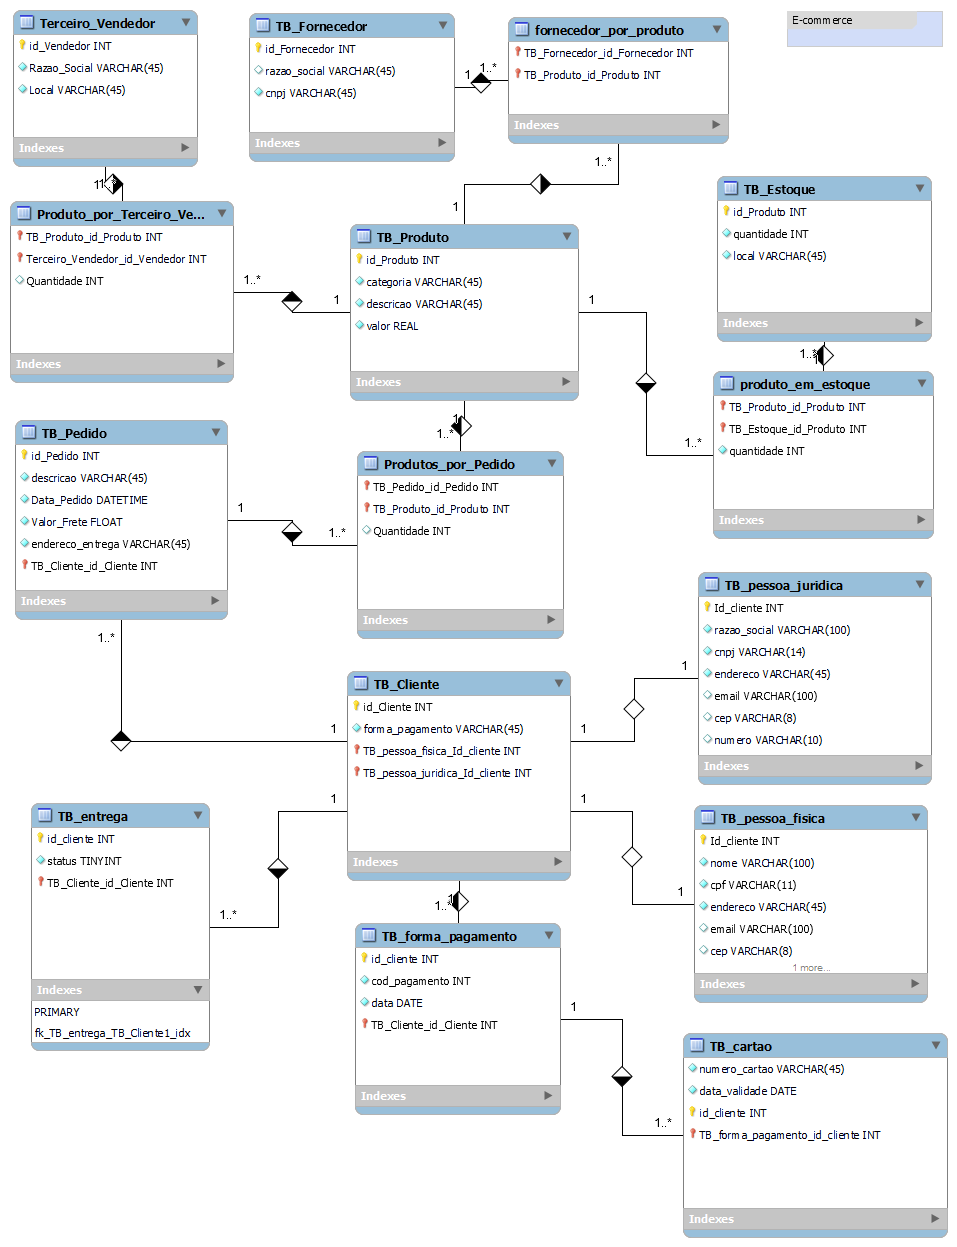 Terceiro_Vendedor
id_Vendedor INT
Razao_Social VARCHAR(45)
Local VARCHAR(45)
Indexes
TB_Fornecedor
id_Fornecedor INT
razao_social VARCHAR(45)
cnpj VARCHAR(45)
Indexes
1
1..*
fornecedor_por_produto
TB_Fornecedor_id_Fornecedor INT
TB_Produto_id_Produto INT
Indexes
E-commerce
1..*
1
1
1..*
Produto_por_Terceiro_Ve...
TB_Produto_id_Produto INT
Terceiro_Vendedor_id_Vendedor INT
Quantidade INT
Indexes
1..*
1
TB_Produto
id_Produto INT
categoria VARCHAR(45)
descricao VARCHAR(45)
valor REAL
Indexes
1
1..*
TB_Estoque
id_Produto INT
quantidade INT
local VARCHAR(45)
Indexes
1..*
1
produto_em_estoque
TB_Produto_id_Produto INT
TB_Estoque_id_Produto INT
quantidade INT
Indexes
1
1..*
TB_Pedido
id_Pedido INT
descricao VARCHAR(45)
Data_Pedido DATETIME
Valor_Frete FLOAT
endereco_entrega VARCHAR(45)
TB_Cliente_id_Cliente INT
Indexes
1
1..*
Produtos_por_Pedido
TB_Pedido_id_Pedido INT
TB_Produto_id_Produto INT
Quantidade INT
Indexes
1..*
1
TB_Cliente
id_Cliente INT
forma_pagamento VARCHAR(45)
TB_pessoa_fisica_Id_cliente INT
TB_pessoa_juridica_Id_cliente INT
Indexes
1
1
TB_pessoa_juridica
Id_cliente INT
razao_social VARCHAR(100)
cnpj VARCHAR(14)
endereco VARCHAR(45)
email VARCHAR(100)
cep VARCHAR(8)
numero VARCHAR(10)
Indexes
1
1
TB_pessoa_fisica
Id_cliente INT
nome VARCHAR(100)
cpf VARCHAR(11)
endereco VARCHAR(45)
email VARCHAR(100)
cep VARCHAR(8)
1 more...
Indexes
TB_entrega
id_cliente INT
status TINYINT
TB_Cliente_id_Cliente INT
Indexes
PRIMARY
fk_TB_entrega_TB_Cliente1_idx
1
1..*
1
1..*
TB_forma_pagamento
id_cliente INT
cod_pagamento INT
data DATE
TB_Cliente_id_Cliente INT
Indexes
1
1..*
TB_cartao
numero_cartao VARCHAR(45)
data_validade DATE
id_cliente INT
TB_forma_pagamento_id_cliente INT
Indexes